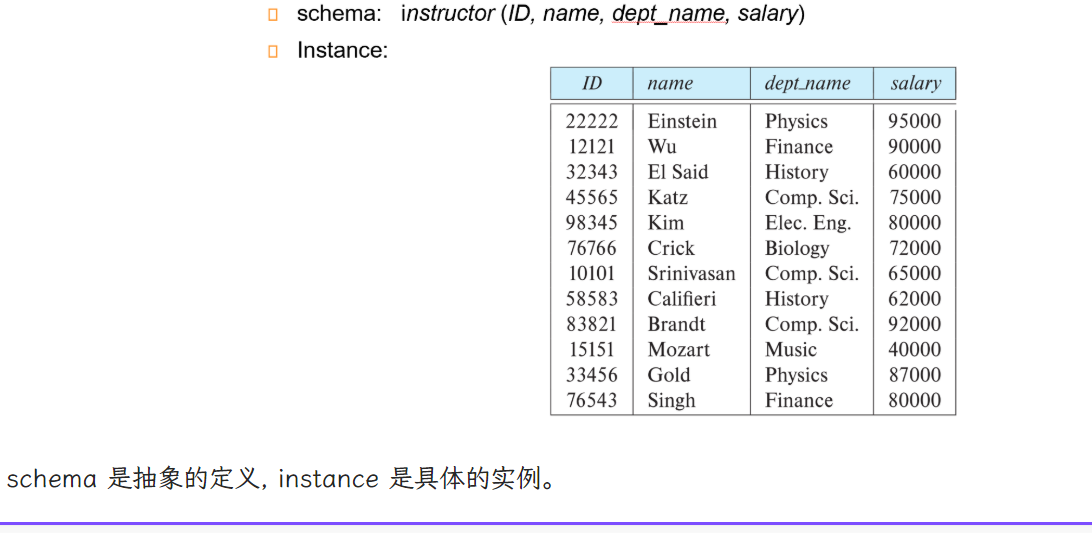 schema: instructor (ID, name, dept_name, salary)
Instance:
ID name dept_name salary
22222 Einstein Physics 95000
12121 Wu Finance 90000
32343 El Said History 60000
45565 Katz Comp. Sci. 75000
98345 Kim Elec. Eng. 80000
76766 Crick Biology 72000
10101 Srinivasan Comp. Sci. 65000
58583 Califieri History 62000
83821 Brandt Comp. Sci. 92000
15151 Mozart Music 40000
33456 Gold Physics 87000
76543 Singh Finance 80000
schema 是抽象的定义, instance 是具体的实例。